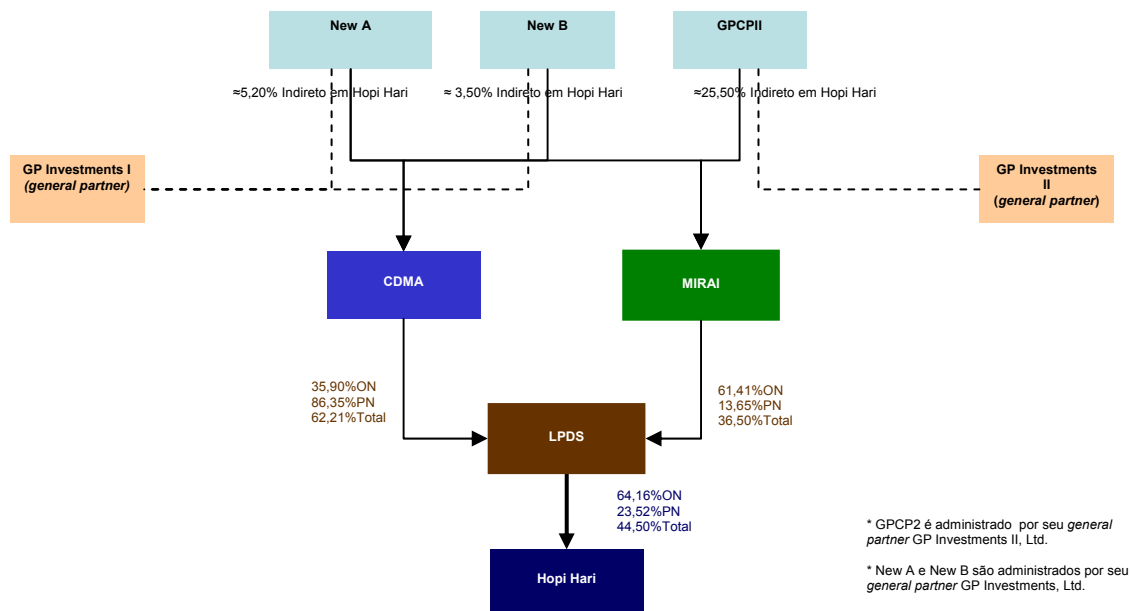 New A
New B
GPCPII
≈5,20% Indireto em Hopi Hari
≈ 3,50% Indireto em Hopi Hari
≈25,50% Indireto em Hopi Hari
GP Investments I
(general partner)
GP Investments
II
(general partner)
CDMA
MIRAI
35,90%ON
86,35%PN
62,21%Total
61,41%ON
13,65%PN
36,50%Total
LPDS
64,16%ON
23,52%PN
44,50%Total
Hopi Hari
* GPCP2 é administrado por seu general
partner GP Investments II, Ltd.
* New A e New B são administrados por seu
general partner GP Investments, Ltd.